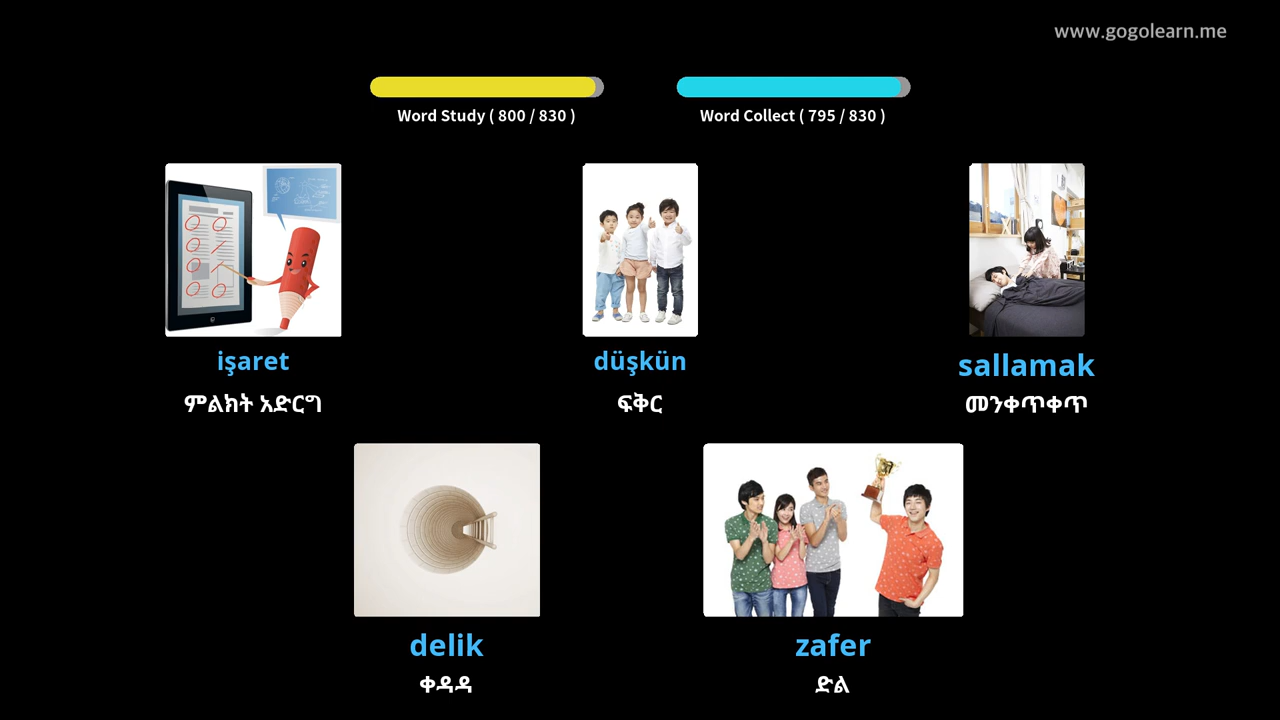 www.gogolearn.me
Word Study ( 800 / 830 )
Word Collect ( 795 / 830 )
işaret
düşkün
sallamak
ምልክት አድርግ
ፍቅር
መንቀጥቀጥ
delik
zafer
ቀዳዳ
ድል